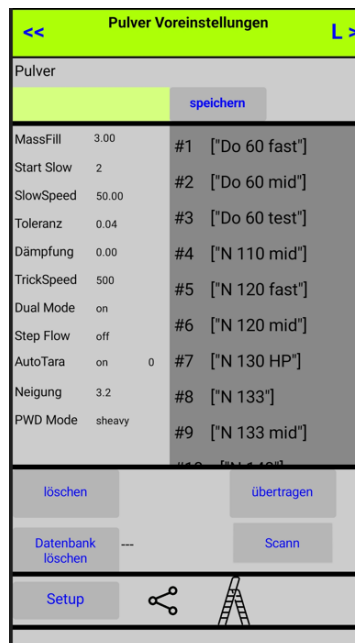 << Pulver Voreinstellungen L >
Pulver
speichern
MassFill 3.00
Start Slow 2
SlowSpeed 50.00
Toleranz 0.04
Dämpfung 0.00
TrickSpeed 500
Dual Mode on
Step Flow off
AutoTara on 0
Neigung 3.2
PWD Mode sheavy
#1 ["Do 60 fast"]
#2 ["Do 60 mid"]
#3 ["Do 60 test"]
#4 ["N 110 mid"]
#5 ["N 120 fast"]
#6 ["N 120 mid"]
#7 ["N 130 HP"]
#8 ["N 133"]
#9 ["N 133 mid"]
löschen übertragen
Datenbank --- Scann
löschen
Setup